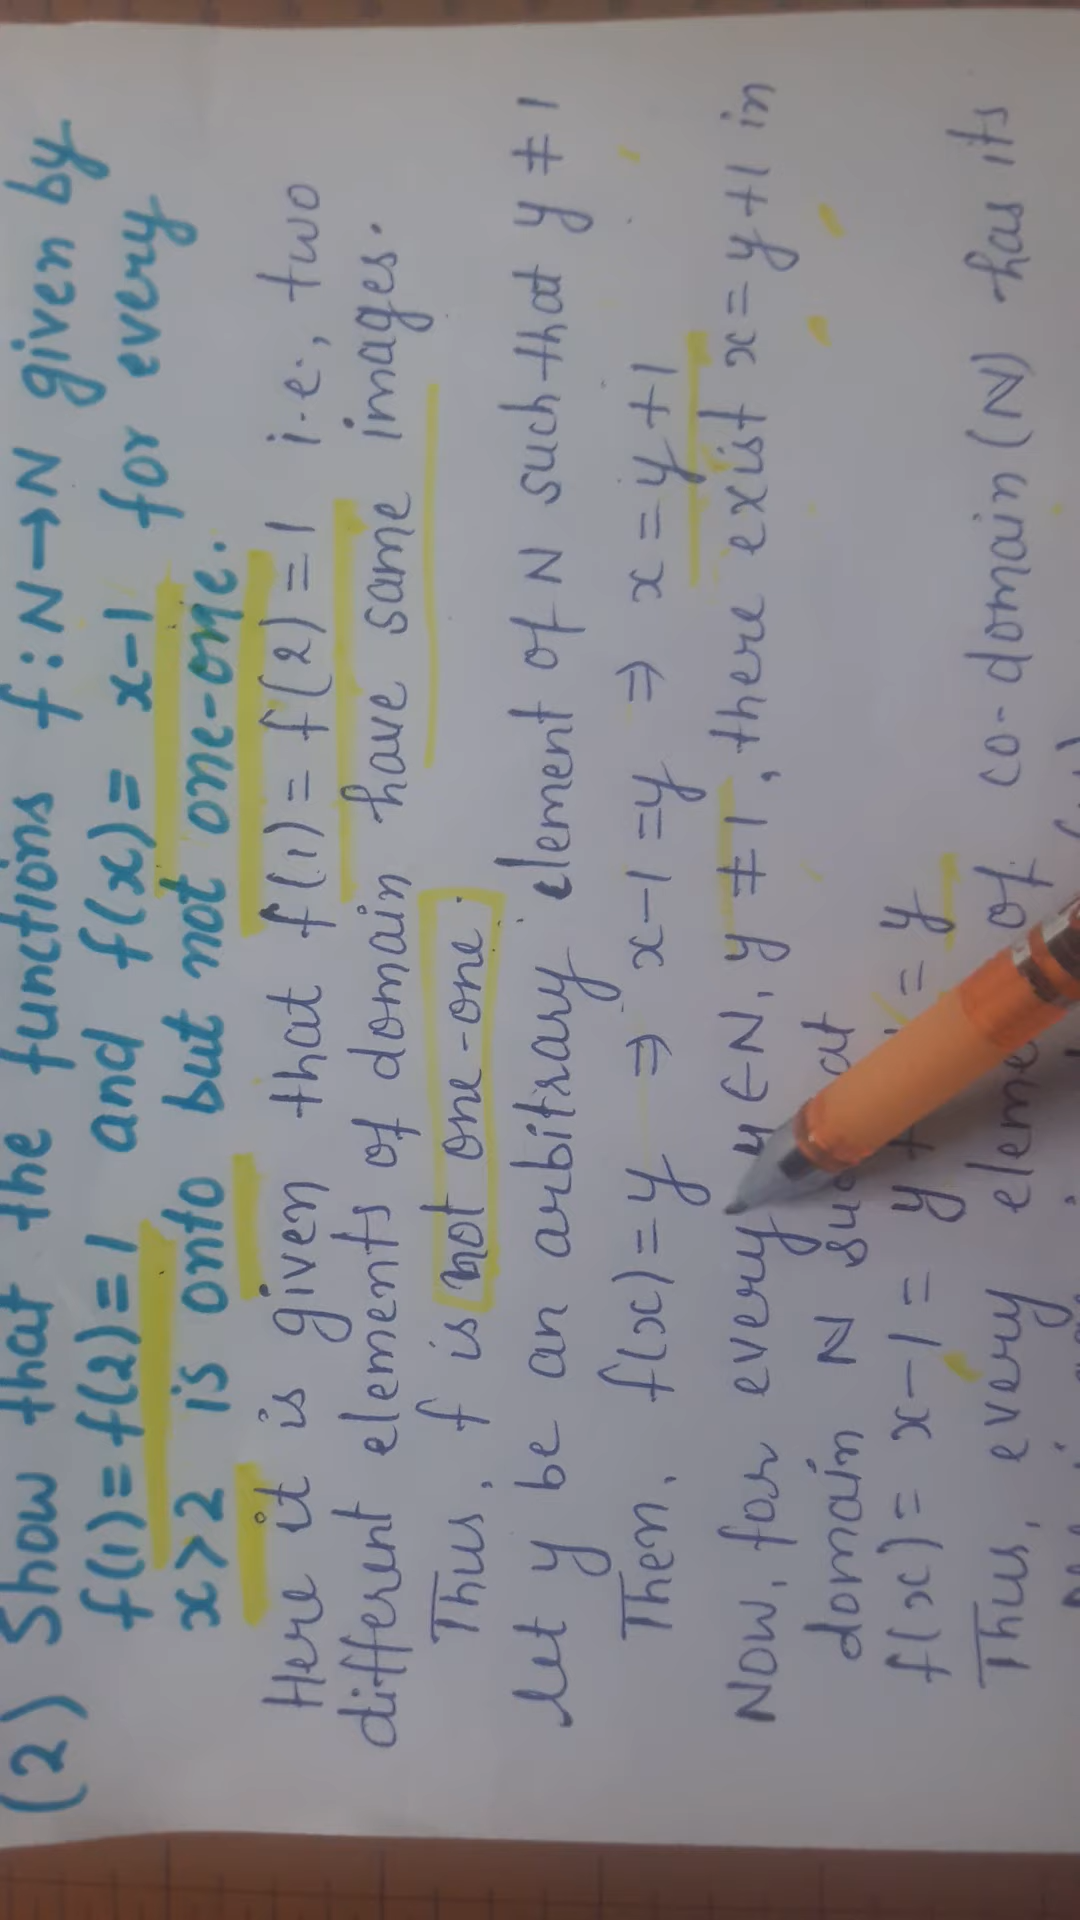 (2) Show that the functions f : N→N given by
f(1) = f(2) = 1 and f(x) = x-1 for every
x>2 is onto but not one-one.
Here it is given that f(1) = f(2) = 1 i.e., two
different elements of domain have same images.
Thus, f is not one-one.
Let y be an arbitrary element of N such that y ≠ 1
Then, f(x) = y ⇒ x-1 = y ⇒ x = y+1
Now, for every y ∈ N, y ≠ 1, there exist x = y+1 in
domain N
f(x) = x-1 = y = y
Thus, every of co-domain (N) has its